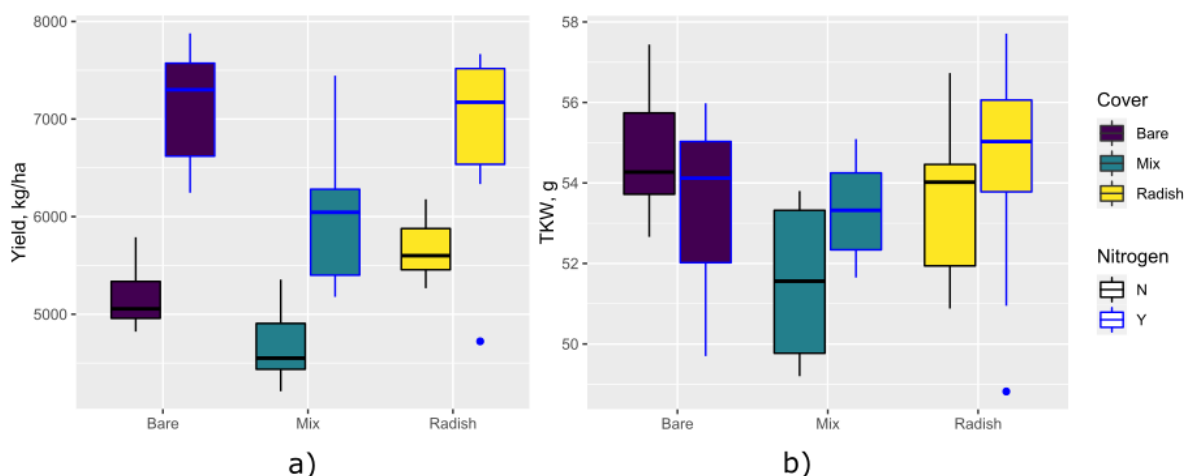 8000
7000
6000
5000
Yield, kg/ha
Bare
Mix
Radish
a)
58
56
54
52
50
TKW, g
Bare
Mix
Radish
b)
Cover
Bare
Mix
Radish
Nitrogen
N
Y